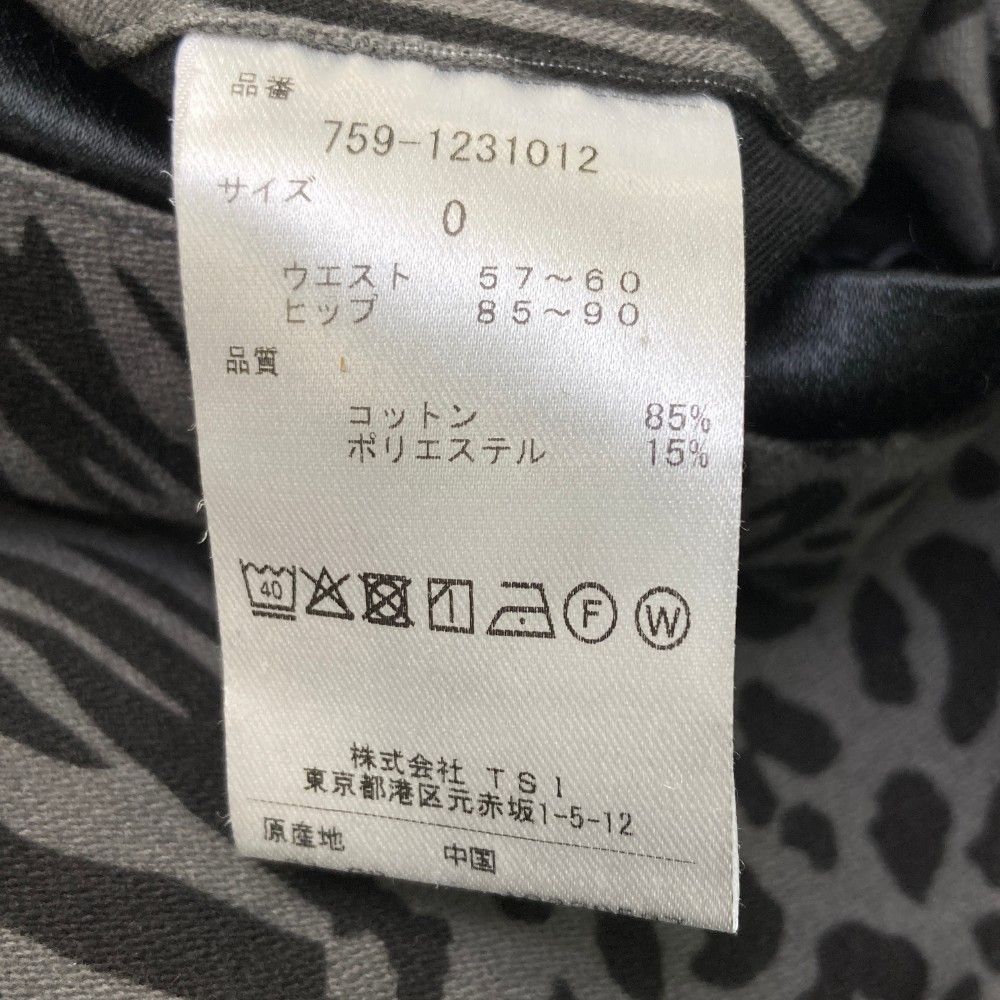 品番
759-1231012
サイズ
0
ウエスト 57〜60
ヒップ 85〜90
品質
コットン 85%
ポリエステル 15%
40 F W
株式会社 TSI
東京都港区元赤坂1-5-12
原産地 中国